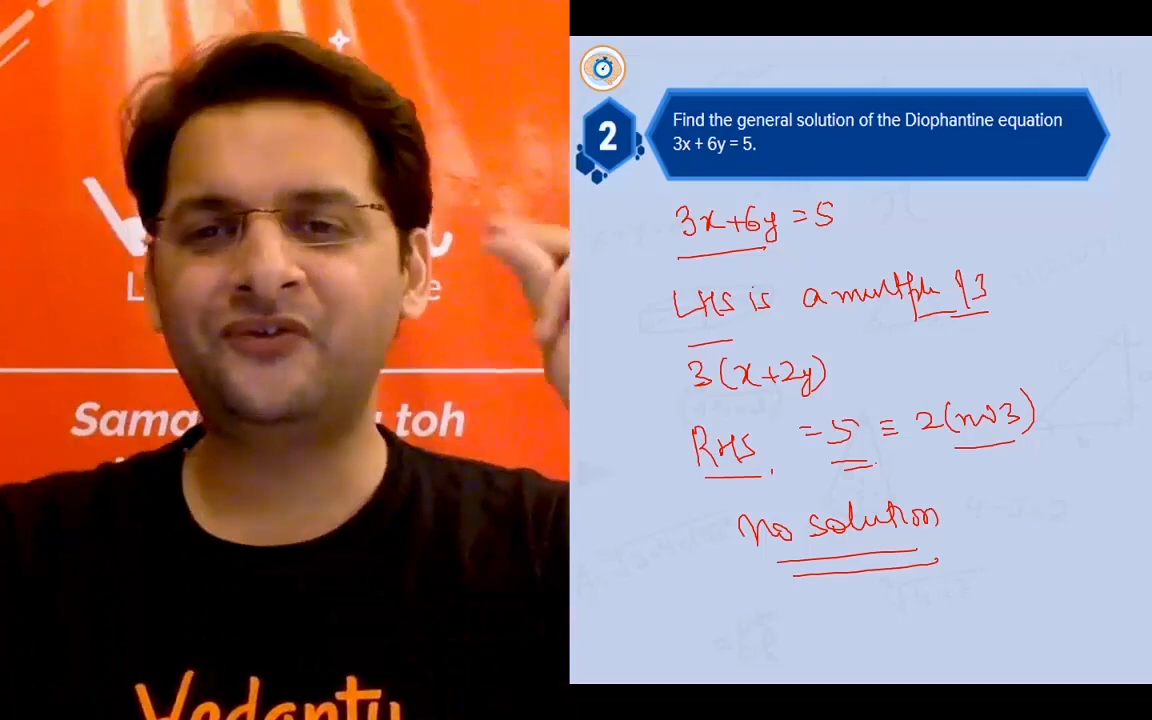 Sama
toh
Vedantu
2
Find the general solution of the Diophantine equation
3x + 6y = 5.
3x+6y = 5
LHS is a multiple of 3
3(x+2y)
RHS = 5 ≡ 2(mod 3)
No solution